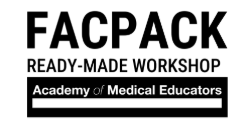 FACPACK
READY-MADE WORKSHOP
Academy of Medical Educators